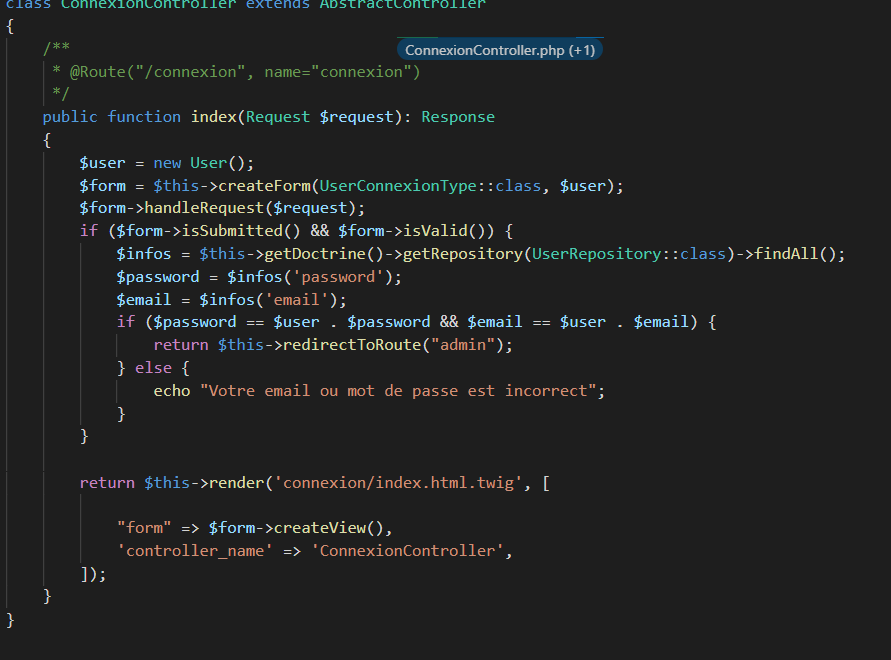 class ConnexionController extends AbstractController
{
    /**
ConnexionController.php (+1)
     * @Route("/connexion", name="connexion")
     */
    public function index(Request $request): Response
    {
        $user = new User();
        $form = $this->createForm(UserConnexionType::class, $user);
        $form->handleRequest($request);
        if ($form->isSubmitted() && $form->isValid()) {
            $infos = $this->getDoctrine()->getRepository(UserRepository::class)->findAll();
            $password = $infos('password');
            $email = $infos('email');
            if ($password == $user . $password && $email == $user . $email) {
                return $this->redirectToRoute("admin");
            } else {
                echo "Votre email ou mot de passe est incorrect";
            }
        }
        return $this->render('connexion/index.html.twig', [
            "form" => $form->createView(),
            'controller_name' => 'ConnexionController',
        ]);
    }
}